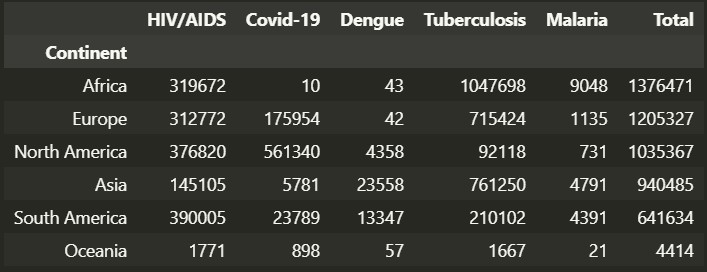 HIV/AIDS Covid-19 Dengue Tuberculosis Malaria Total
Continent
Africa 319672 10 43 1047698 9048 1376471
Europe 312772 175954 42 715424 1135 1205327
North America 376820 561340 4358 92118 731 1035367
Asia 145105 5781 23558 761250 4791 940485
South America 390005 23789 13347 210102 4391 641634
Oceania 1771 898 57 1667 21 4414